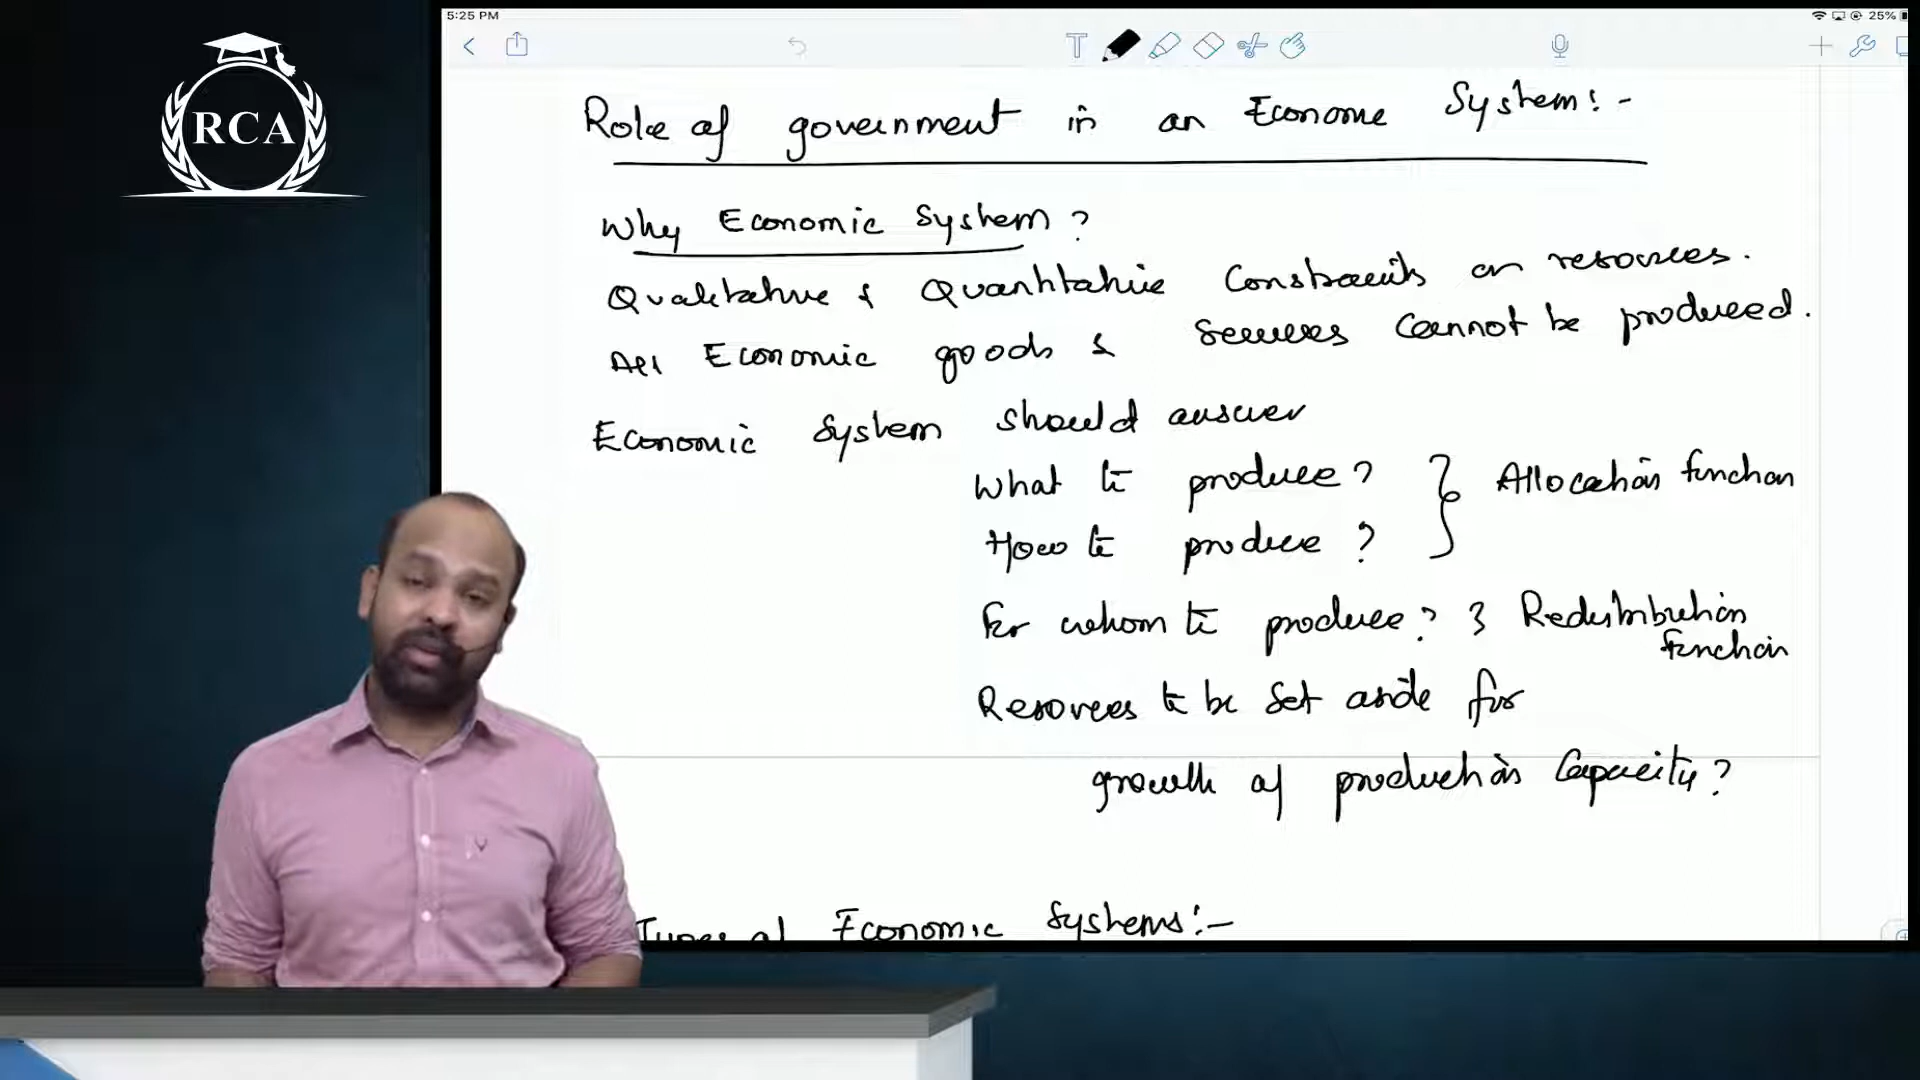 RCA
5:25 PM
25%
T
Role of government in an Economic System:-
Why Economic System?
Qualitative & Quantitative Constraints on resources.
All Economic goods & Services Cannot be produced.
Economic System should answer
What to produce? } Allocation function
How to produce?
For whom to produce? } Redistribution
function
Resources to be Set aside for
growth of production Capacity?
Types of Economic Systems:-